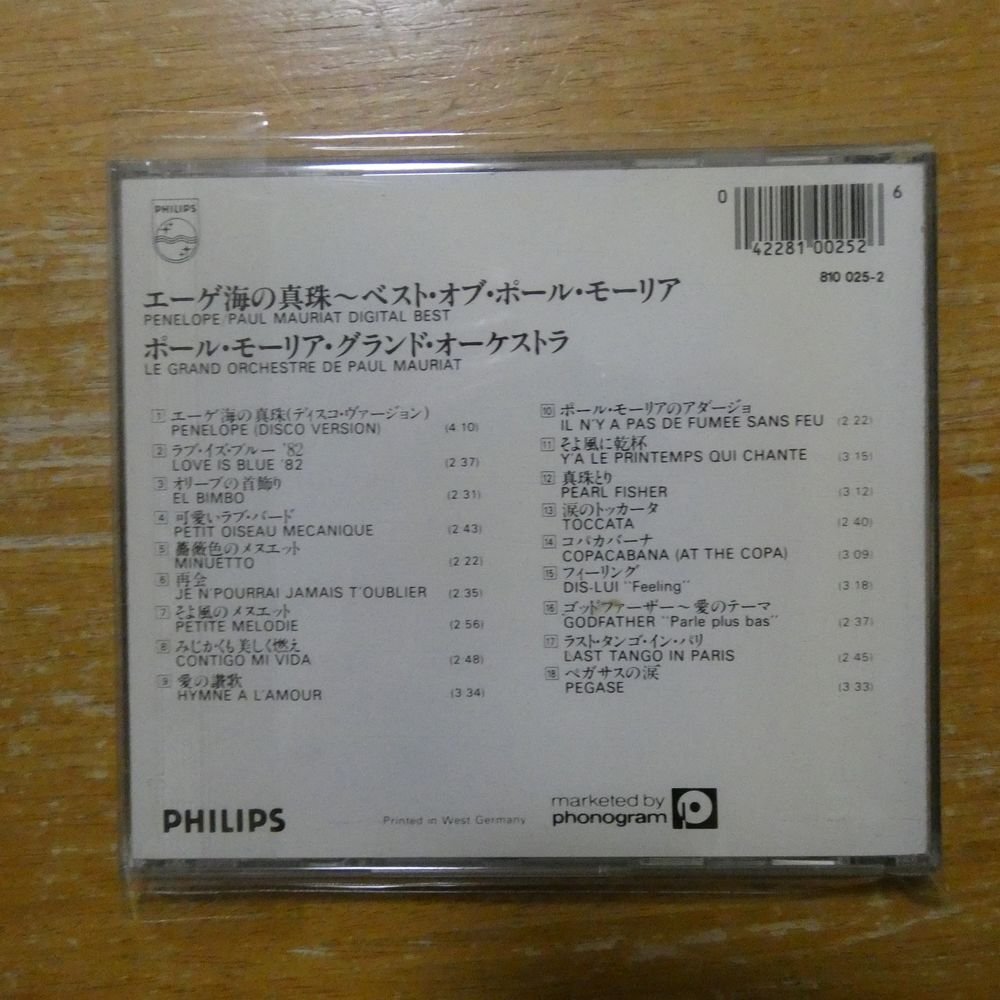 PHILIPS
0 42281 00252 6
810 025-2
エーゲ海の真珠～ベスト・オブ・ポール・モーリア
PENELOPE/PAUL MAURIAT DIGITAL BEST
ポール・モーリア・グランド・オーケストラ
LE GRAND ORCHESTRE DE PAUL MAURIAT
1 エーゲ海の真珠(ディスコ・ヴァージョン)
PENELOPE (DISCO VERSION) (4 10)
2 ラブ・イズ・ブルー '82
LOVE IS BLUE '82 (2 37)
3 オリーブの首飾り
EL BIMBO (2 31)
4 可愛いラブ・バード
PETIT OISEAU MECANIQUE (2 43)
5 薔薇色のメヌエット
MINUETTO (2 22)
6 再会
JE N'POURRAI JAMAIS T'OUBLIER (2 35)
7 そよ風のメヌエット
PETITE MELODIE (2 56)
8 みじかくも美しく燃え
CONTIGO MI VIDA (2 48)
9 愛の讃歌
HYMNE A L'AMOUR (3 34)
10 ポール・モーリアのアダージョ
IL N'Y A PAS DE FUMEE SANS FEU (2 22)
11 そよ風に乾杯
Y'A LE PRINTEMPS QUI CHANTE (3 15)
12 真珠とり
PEARL FISHER (3 12)
13 涙のトッカータ
TOCCATA (2 40)
14 コパカバーナ
COPACABANA (AT THE COPA) (3 09)
15 フィーリング
DIS-LUI "Feeling" (3 18)
16 ゴッドファーザー～愛のテーマ
GODFATHER "Parle plus bas" (2 37)
17 ラスト・タンゴ・イン・パリ
LAST TANGO IN PARIS (2 45)
18 ペガサスの涙
PEGASE (3 33)
PHILIPS
Printed in West Germany
marketed by
phonogram